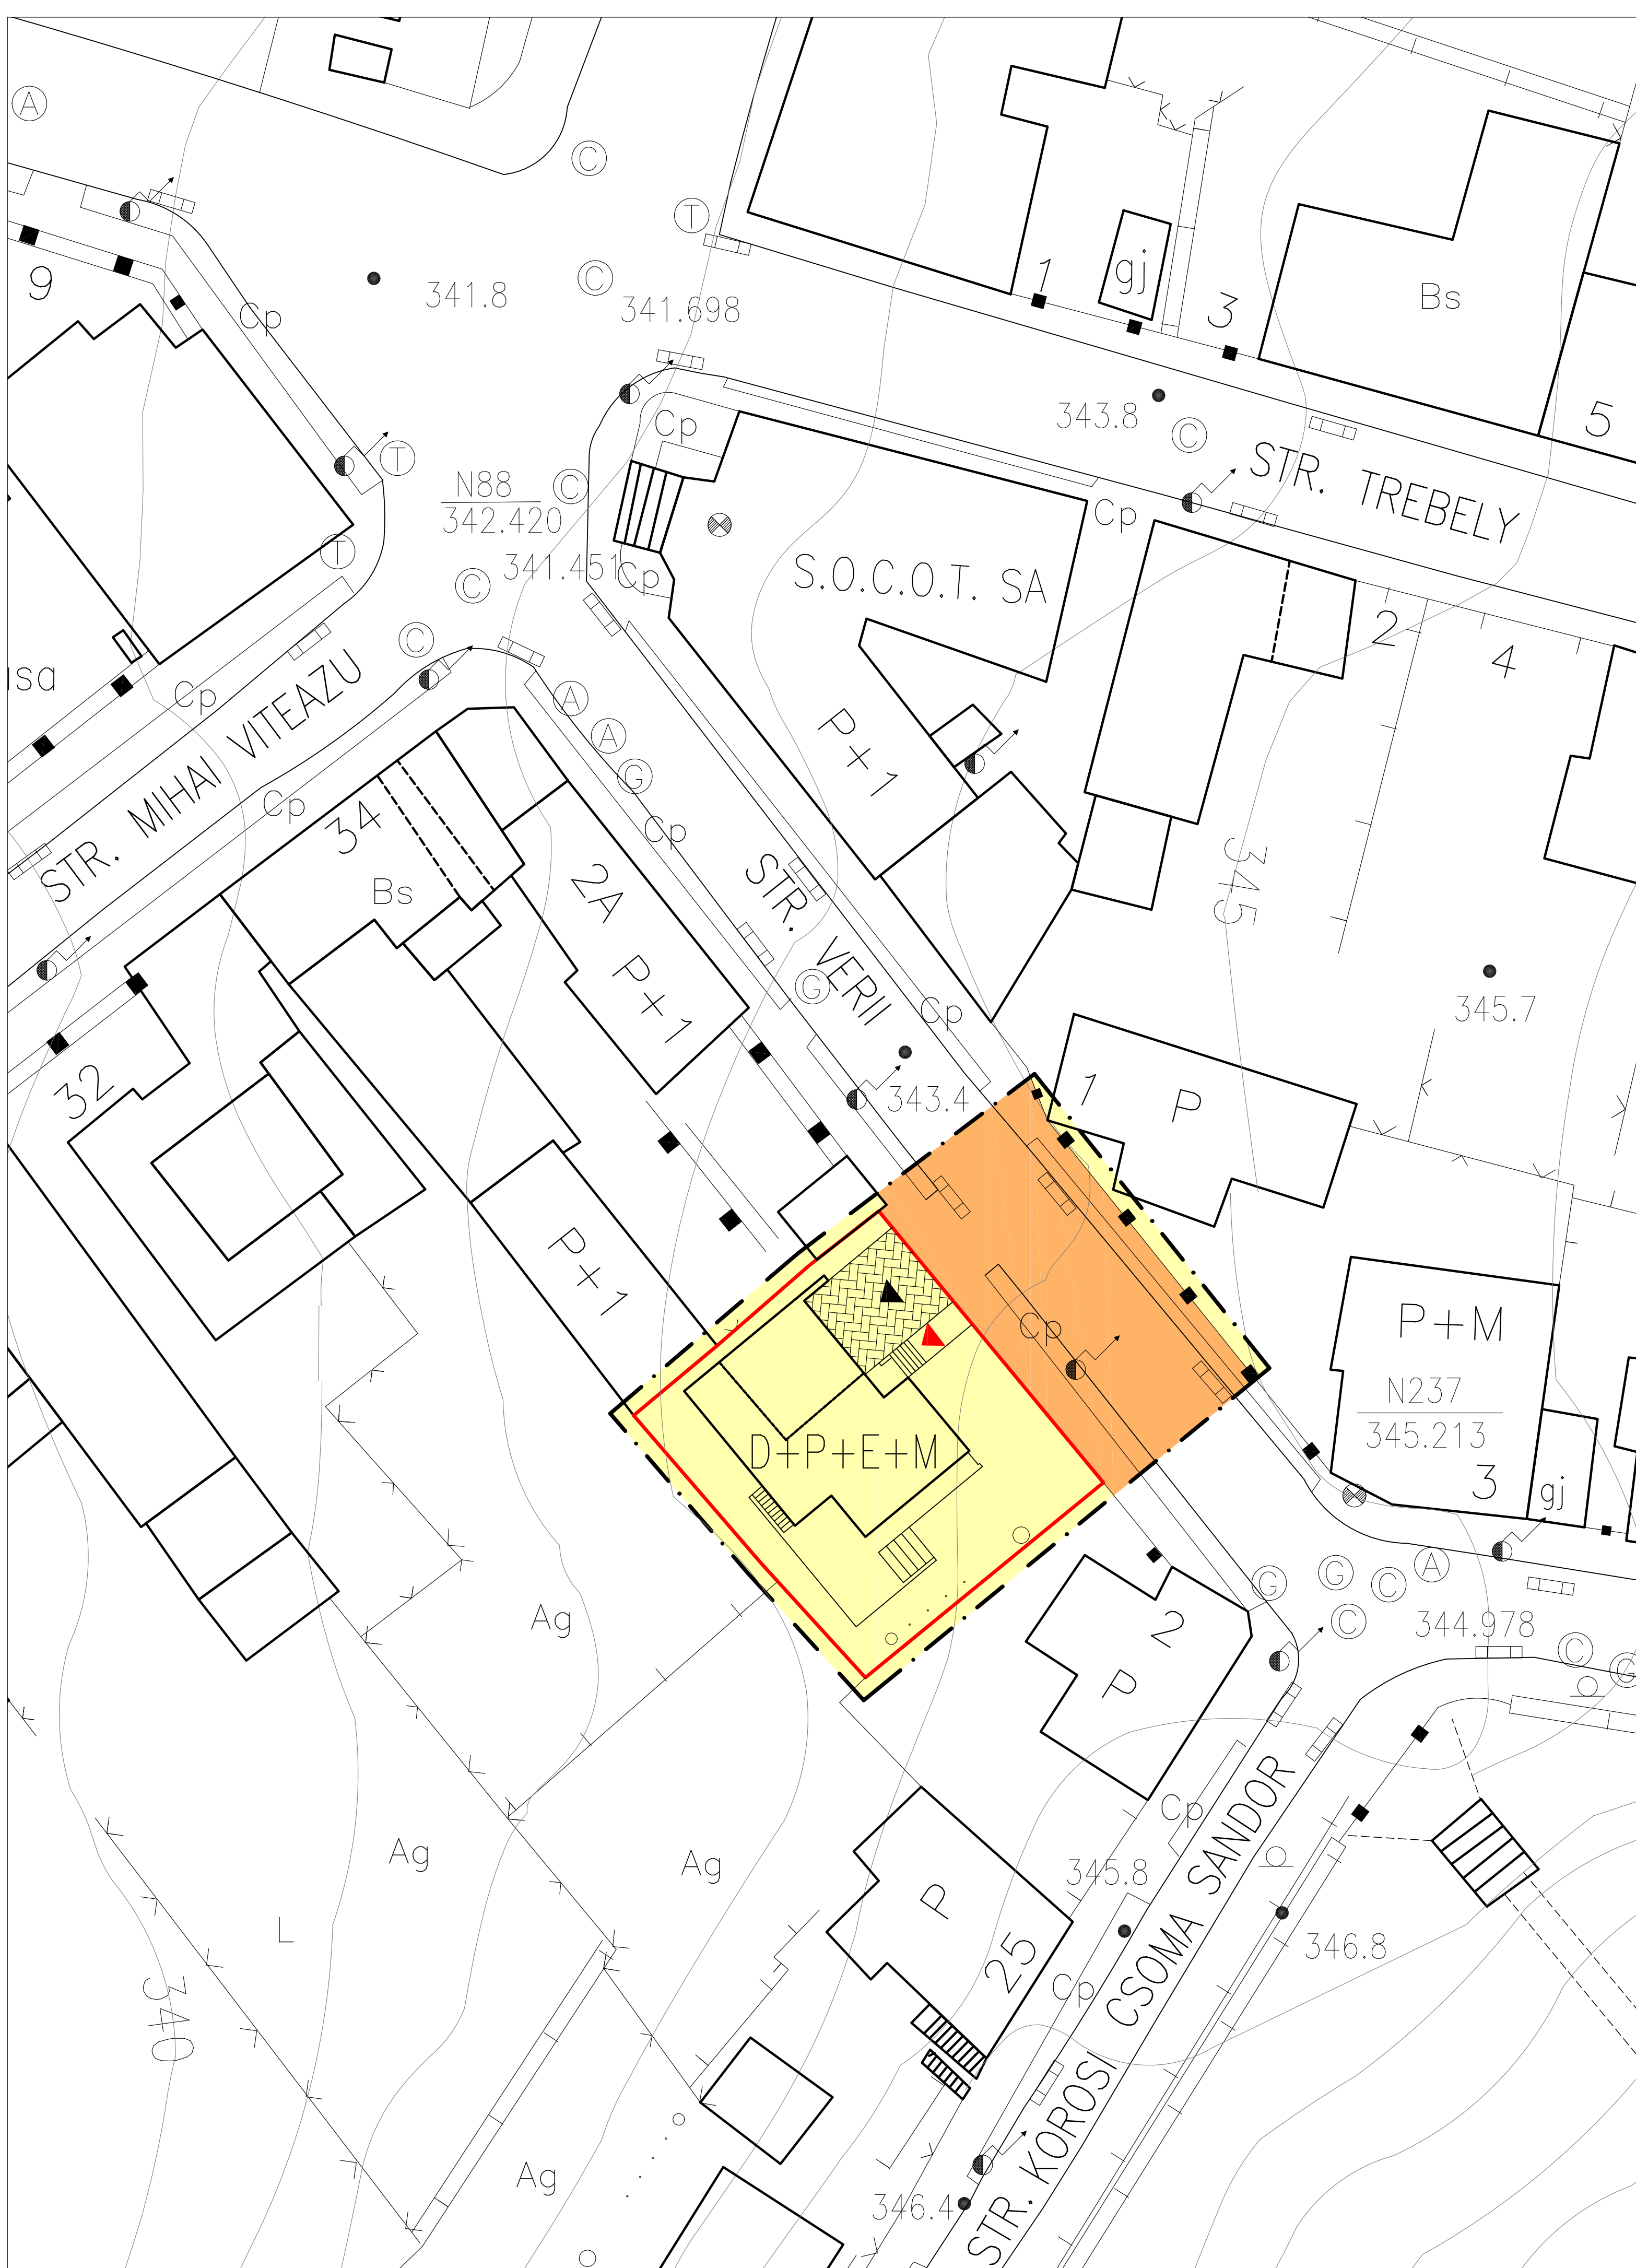 A
C
T
9
Cp
341.8
C
341.698
1
gj
3
Bs
5
343.8
C
Cp
T
N88
342.420
C
STR. TREBELY
Cp
T
341.451
Cp
C
S.O.C.O.T. SA
2
4
C
Cp
STR. MIHAI VITEAZU
A
A
G
P+1
Cp
34
Cp
Bs
2A
P+1
STR. VERII
345
G
Cp
345.7
32
343.4
1
P
P+1
Cp
P+M
N237
345.213
3
gj
D+P+E+M
G
G
C
A
C
344.978
C
G
Ag
2
P
Cp
Ag
Ag
345.8
P
25
L
346.8
340
Cp
STR. KOROSI CSOMA SANDOR
Ag
346.4